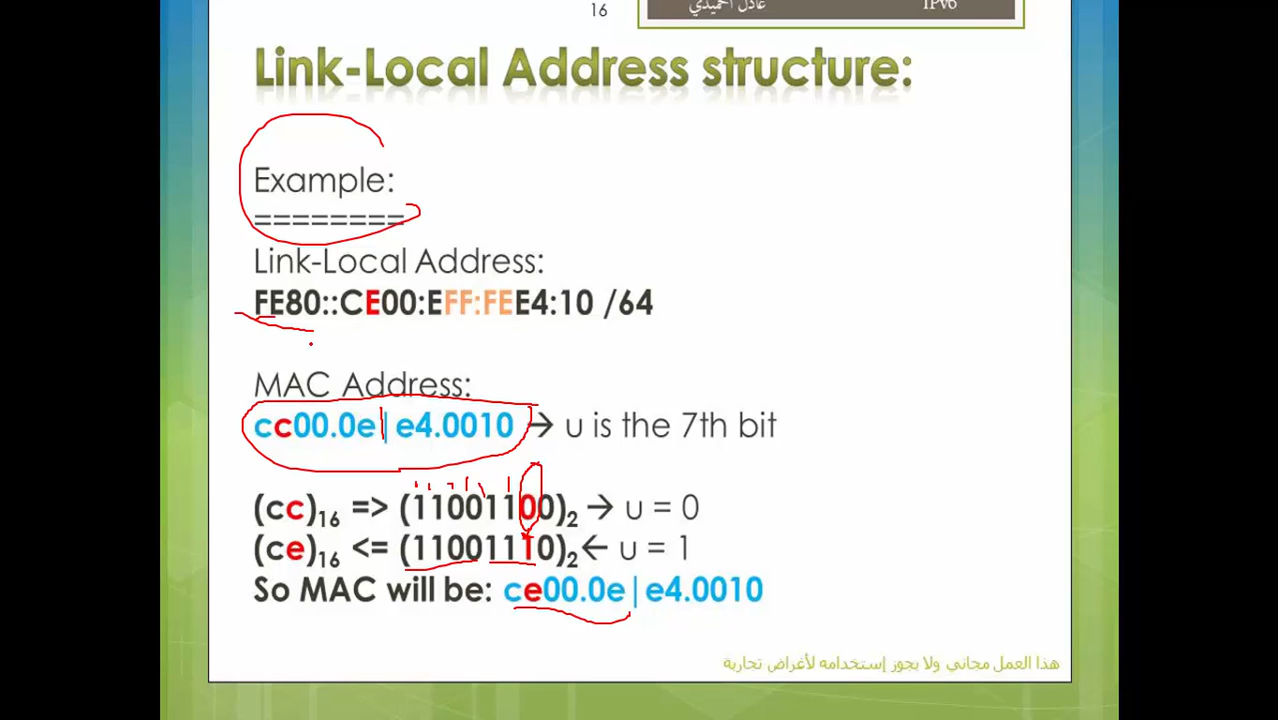 16
عادل الحميدي
IPv6
Link-Local Address structure:
Example:
========
Link-Local Address:
FE80::CE00:EFF:FEE4:10 /64
MAC Address:
cc00.0e|e4.0010 → u is the 7th bit
(cc)16 => (11001100)2 → u = 0
(ce)16 <= (11001110)2 ← u = 1
So MAC will be: ce00.0e|e4.0010
هذا العمل مجاني ولا يجوز إستخدامه لأغراض تجارية